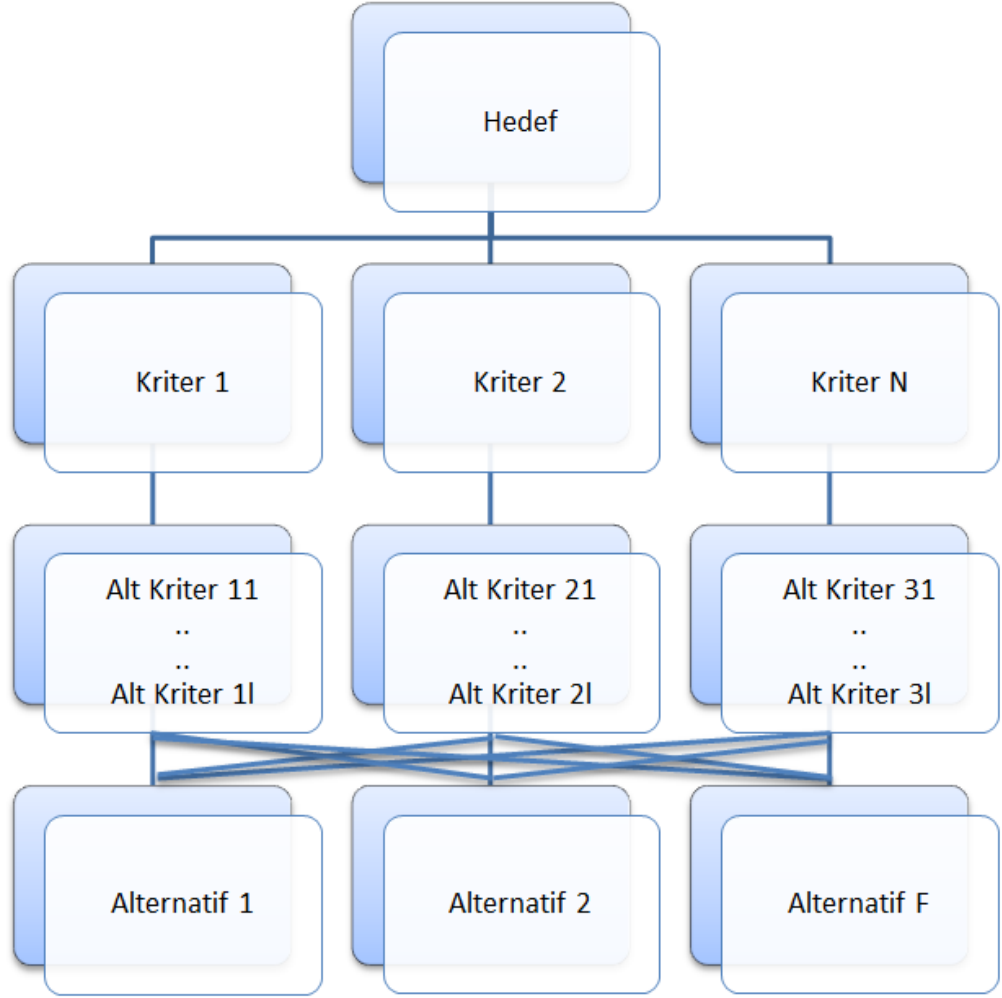 Hedef
Kriter 1
Kriter 2
Kriter N
Alt Kriter 11
..
..
Alt Kriter 1l
Alt Kriter 21
..
..
Alt Kriter 2l
Alt Kriter 31
..
..
Alt Kriter 3l
Alternatif 1
Alternatif 2
Alternatif F